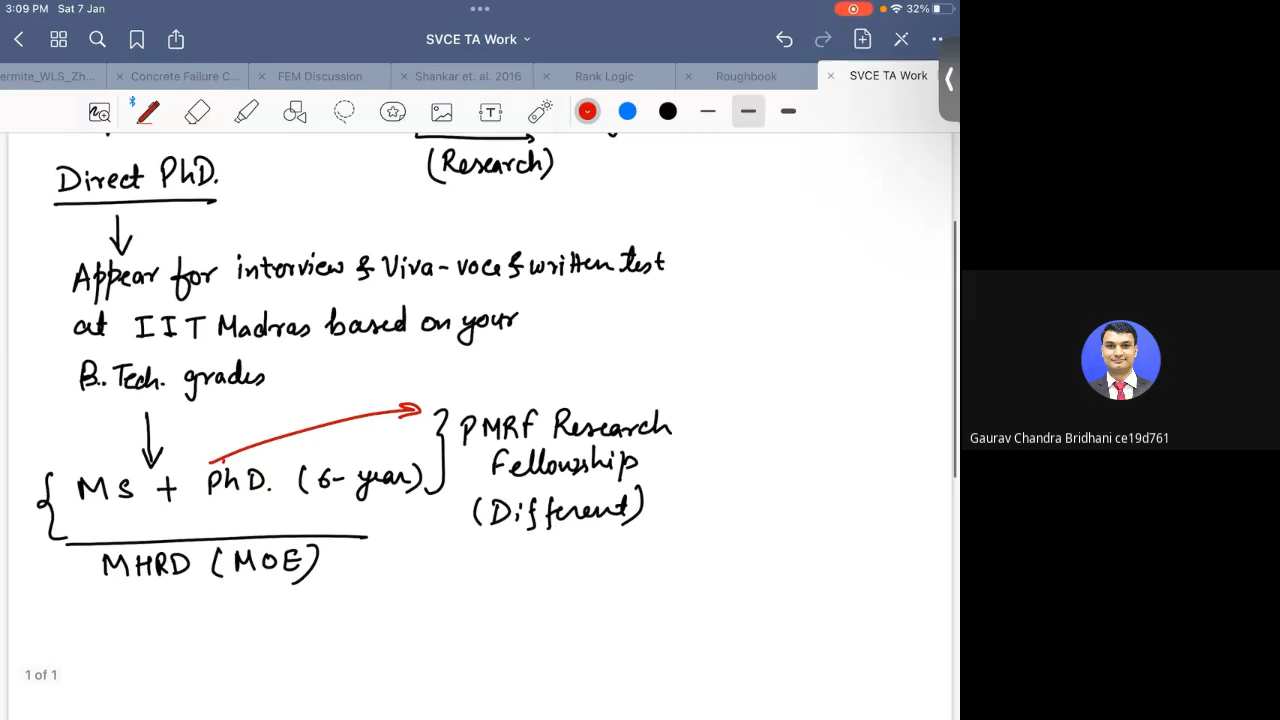 3:09 PM Sat 7 Jan
32%
SVCE TA Work
ermite_WLS_Zh...
Concrete Failure C...
FEM Discussion
Shankar et. al. 2016
Rank Logic
Roughbook
SVCE TA Work
T
Direct PhD.
(Research)
Appear for interview & Viva-voce & written test
at IIT Madras based on your
B.Tech. grades
MS + PhD. (6-year)
PMRF Research
Fellowship
(Different)
MHRD (MOE)
1 of 1
Gaurav Chandra Bridhani ce19d761